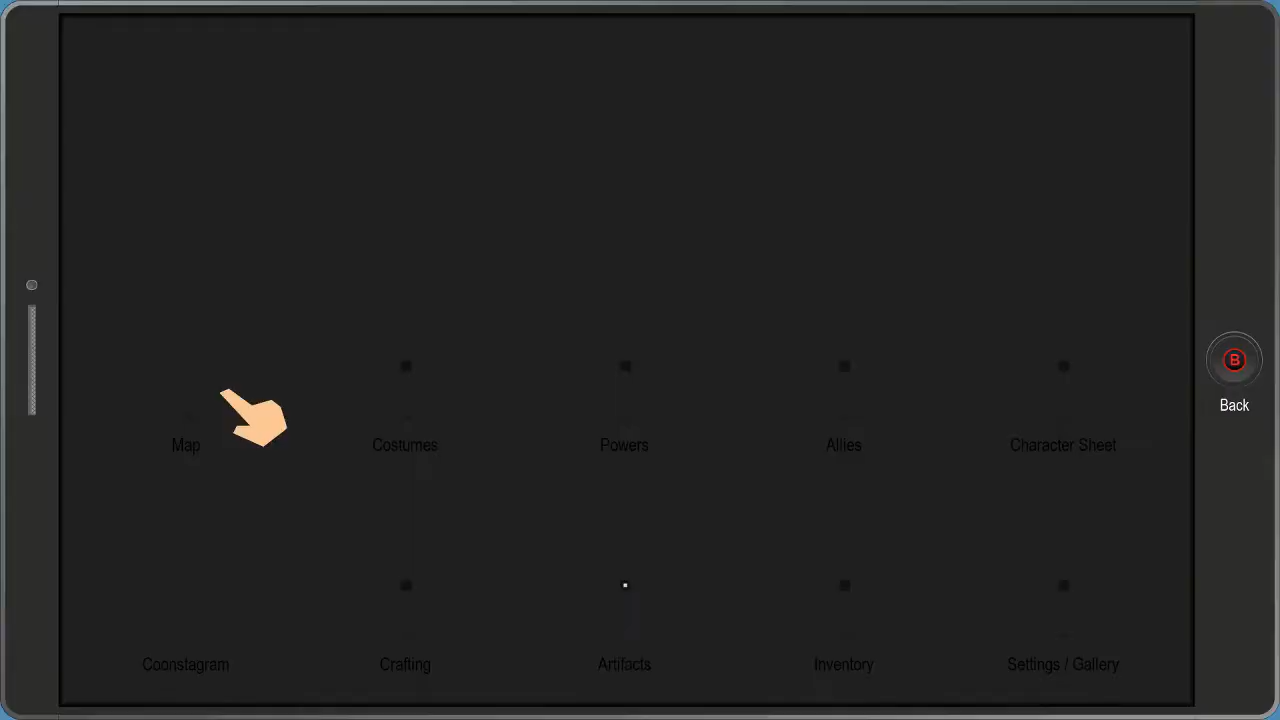 B
Back
Map
Costumes
Powers
Allies
Character Sheet
Coonstagram
Crafting
Artifacts
Inventory
Settings / Gallery